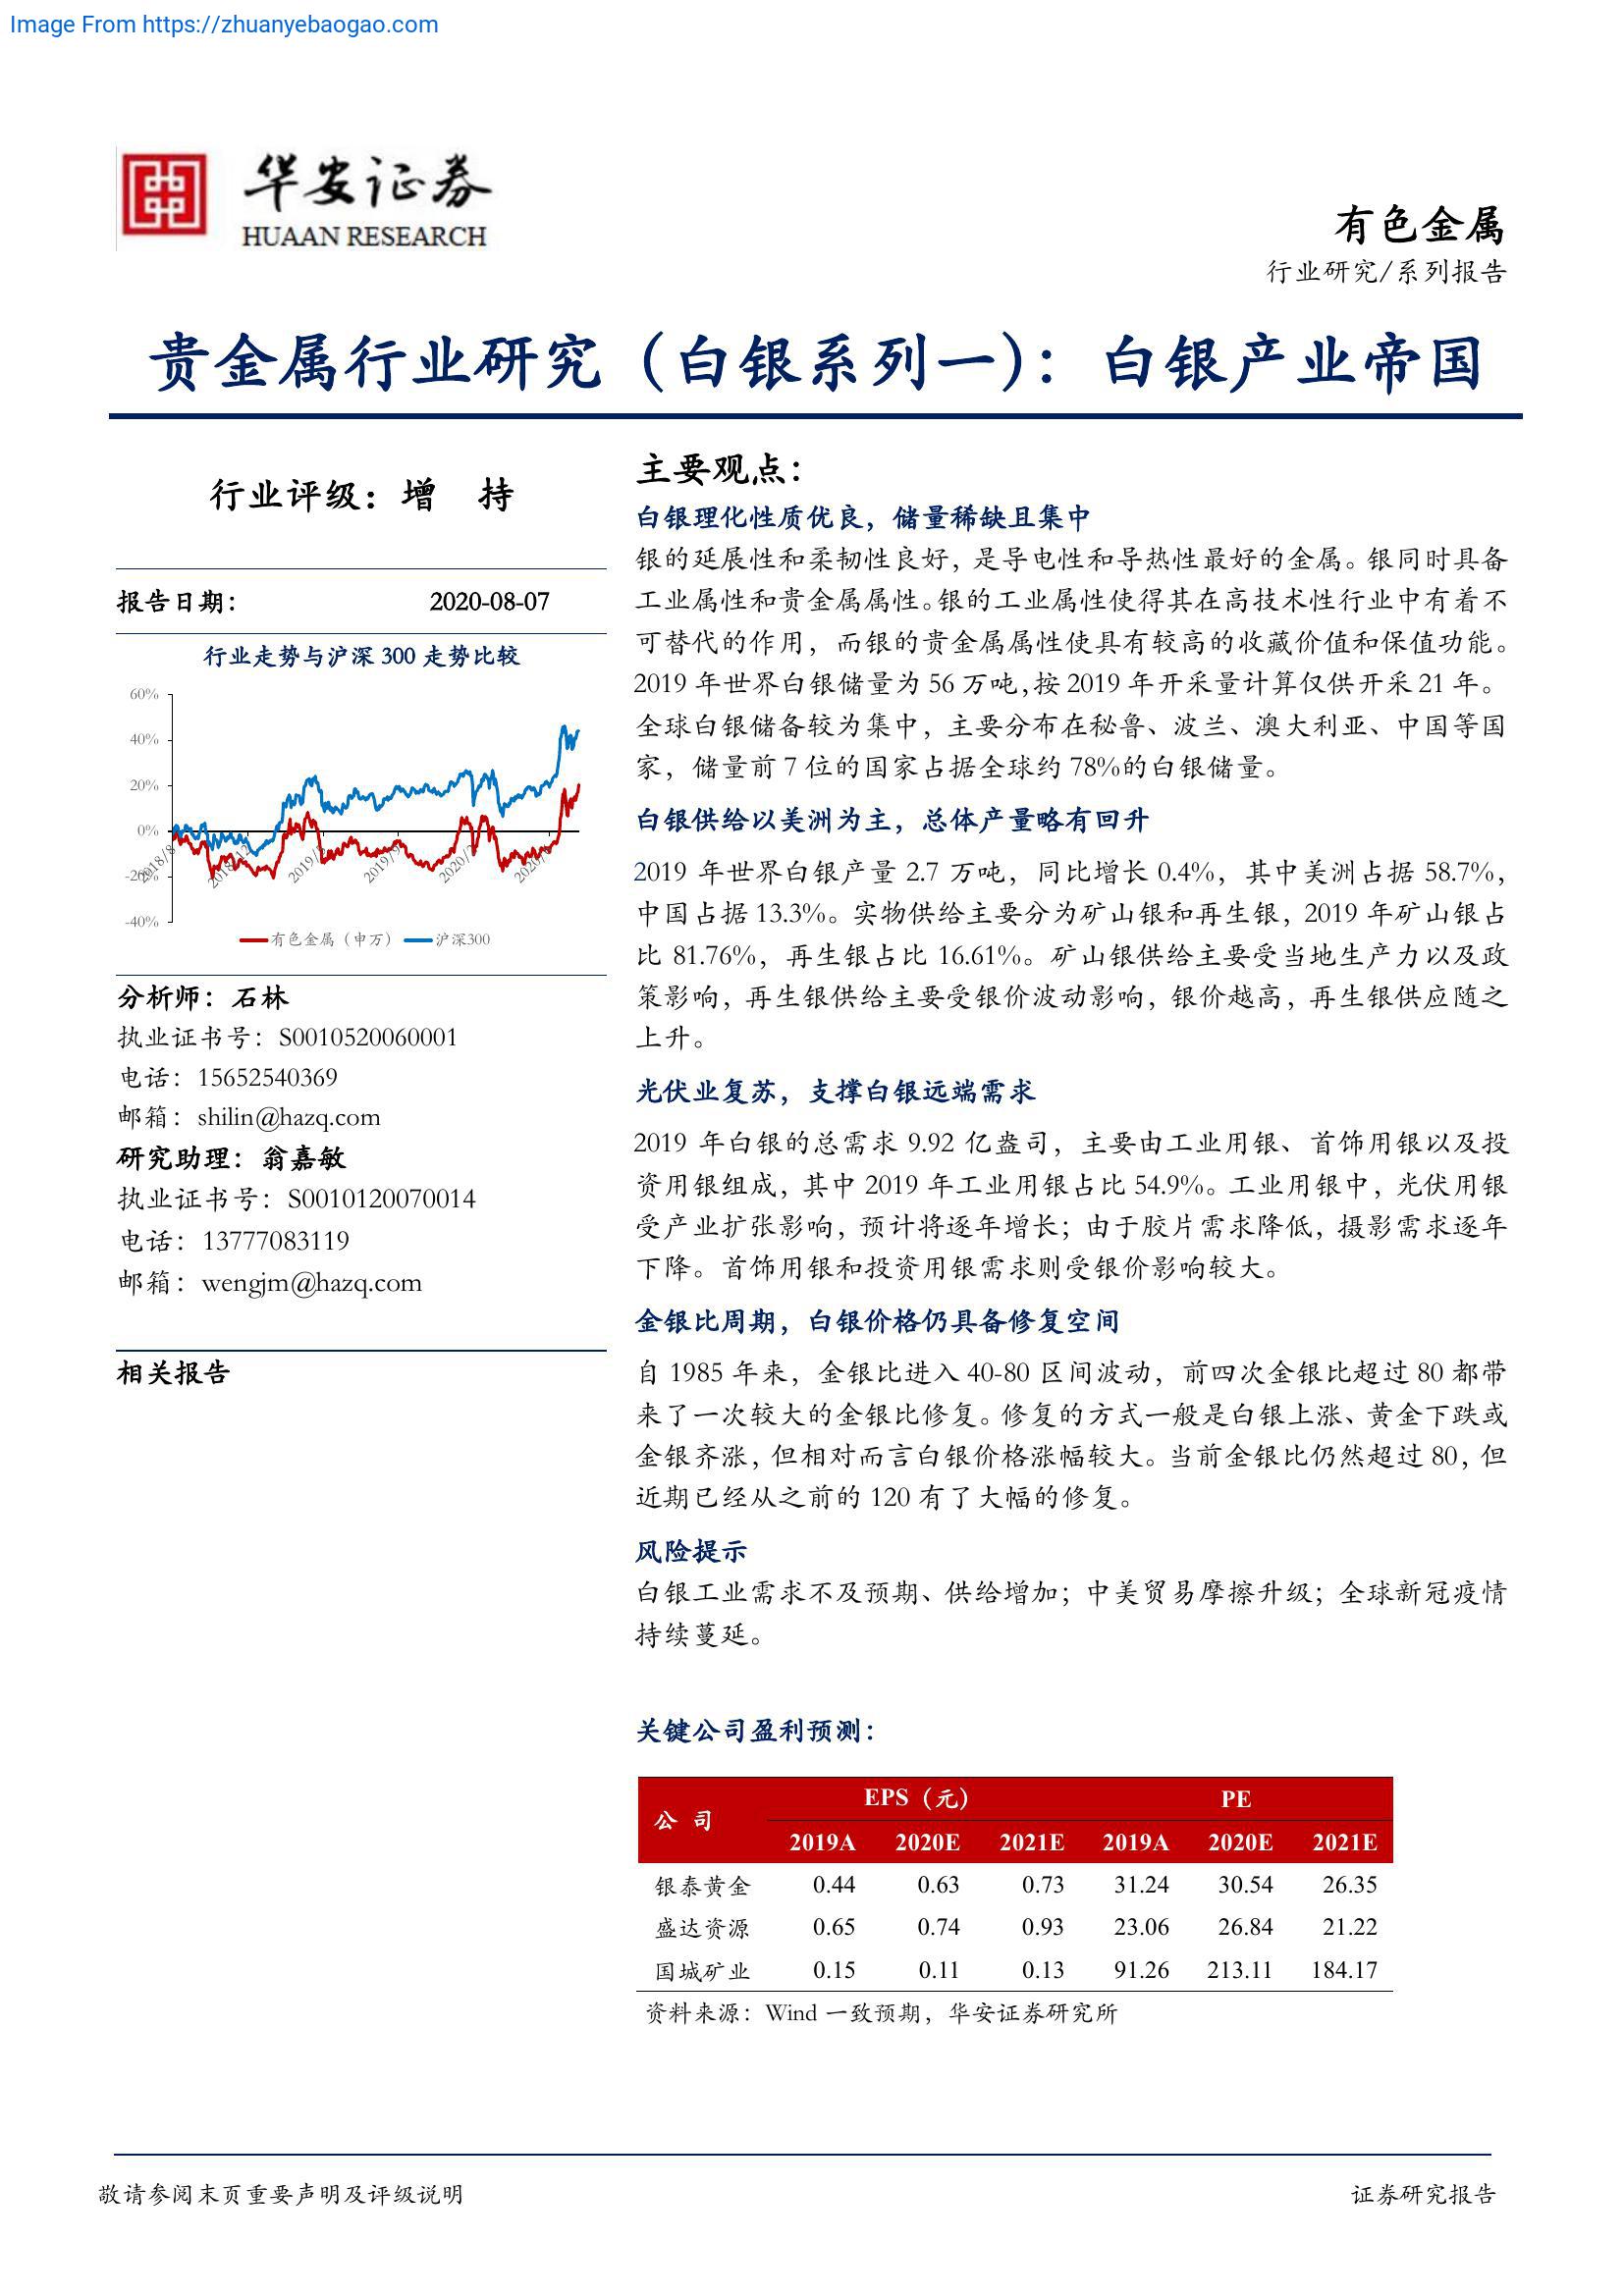 Image From https://zhuanyebaogao.com
华安证券
HUAAN RESEARCH
有色金属
行业研究/系列报告
贵金属行业研究（白银系列一）：白银产业帝国
行业评级：增 持
报告日期： 2020-08-07
行业走势与沪深 300 走势比较
60%
40%
20%
0%
-20%
-40%
2018/8 2018/12 2019/9
有色金属（申万） 沪深300
分析师：石林
执业证书号：S0010520060001
电话：15652540369
邮箱：shilin@hazq.com
研究助理：翁嘉敏
执业证书号：S0010120070014
电话：13777083119
邮箱：wengjm@hazq.com
相关报告
主要观点：
白银理化性质优良，储量稀缺且集中
银的延展性和柔韧性良好，是导电性和导热性最好的金属。银同时具备
工业属性和贵金属属性。银的工业属性使得其在高技术性行业中有着不
可替代的作用，而银的贵金属属性使具有较高的收藏价值和保值功能。
2019 年世界白银储量为 56 万吨，按 2019 年开采量计算仅供开采 21 年。
全球白银储备较为集中，主要分布在秘鲁、波兰、澳大利亚、中国等国
家，储量前 7 位的国家占据全球约 78%的白银储量。
白银供给以美洲为主，总体产量略有回升
2019 年世界白银产量 2.7 万吨，同比增长 0.4%，其中美洲占据 58.7%，
中国占据 13.3%。实物供给主要分为矿山银和再生银，2019 年矿山银占
比 81.76%，再生银占比 16.61%。矿山银供给主要受当地生产力以及政
策影响，再生银供给主要受银价波动影响，银价越高，再生银供应随之
上升。
光伏业复苏，支撑白银远端需求
2019 年白银的总需求 9.92 亿盎司，主要由工业用银、首饰用银以及投
资用银组成，其中 2019 年工业用银占比 54.9%。工业用银中，光伏用银
受产业扩张影响，预计将逐年增长；由于胶片需求降低，摄影需求逐年
下降。首饰用银和投资用银需求则受银价影响较大。
金银比周期，白银价格仍具备修复空间
自 1985 年来，金银比进入 40-80 区间波动，前四次金银比超过 80 都带
来了一次较大的金银比修复。修复的方式一般是白银上涨、黄金下跌或
金银齐涨，但相对而言白银价格涨幅较大。当前金银比仍然超过 80，但
近期已经从之前的 120 有了大幅的修复。
风险提示
白银工业需求不及预期、供给增加；中美贸易摩擦升级；全球新冠疫情
持续蔓延。
关键公司盈利预测：
公 司 EPS（元） PE
2019A 2020E 2021E 2019A 2020E 2021E
银泰黄金 0.44 0.63 0.73 31.24 30.54 26.35
盛达资源 0.65 0.74 0.93 23.06 26.84 21.22
国城矿业 0.15 0.11 0.13 91.26 213.11 184.17
资料来源：Wind 一致预期，华安证券研究所
敬请参阅末页重要声明及评级说明 证券研究报告